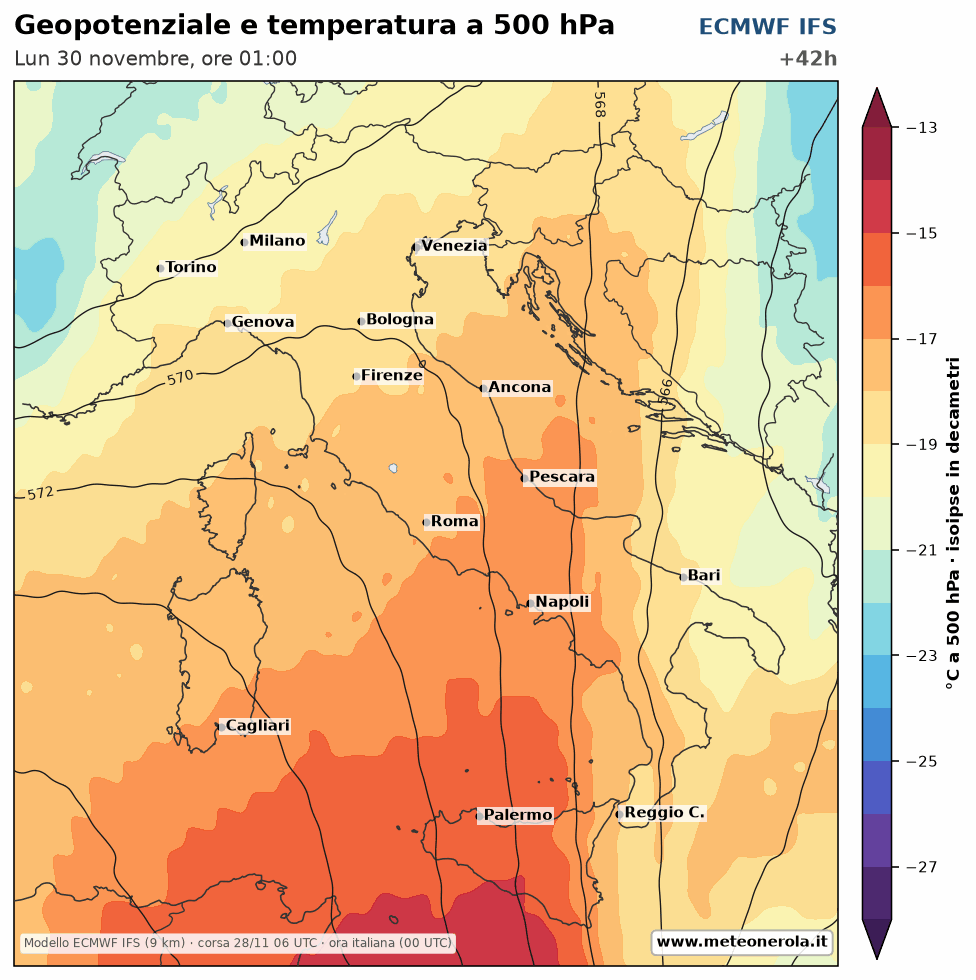 Geopotenziale e temperatura a 500 hPa
ECMWF IFS
Lun 30 novembre, ore 01:00
+42h
568
−13
Milano
Venezia
−15
Torino
Genova
Bologna
−17
570
Firenze
Ancona
566
−19
572
Pescara
Roma
−21
Bari
Napoli
−23
Cagliari
−25
Palermo
Reggio C.
−27
°C a 500 hPa · isoipse in decametri
Modello ECMWF IFS (9 km) · corsa 28/11 06 UTC · ora italiana (00 UTC)
www.meteonerola.it